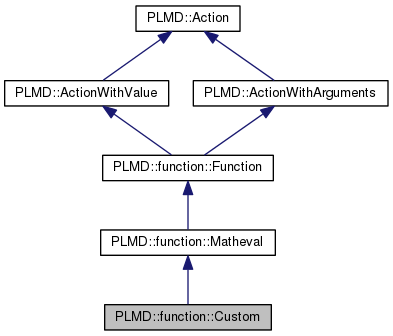 PLMD::Action
PLMD::ActionWithValue
PLMD::ActionWithArguments
PLMD::function::Function
PLMD::function::Matheval
PLMD::function::Custom